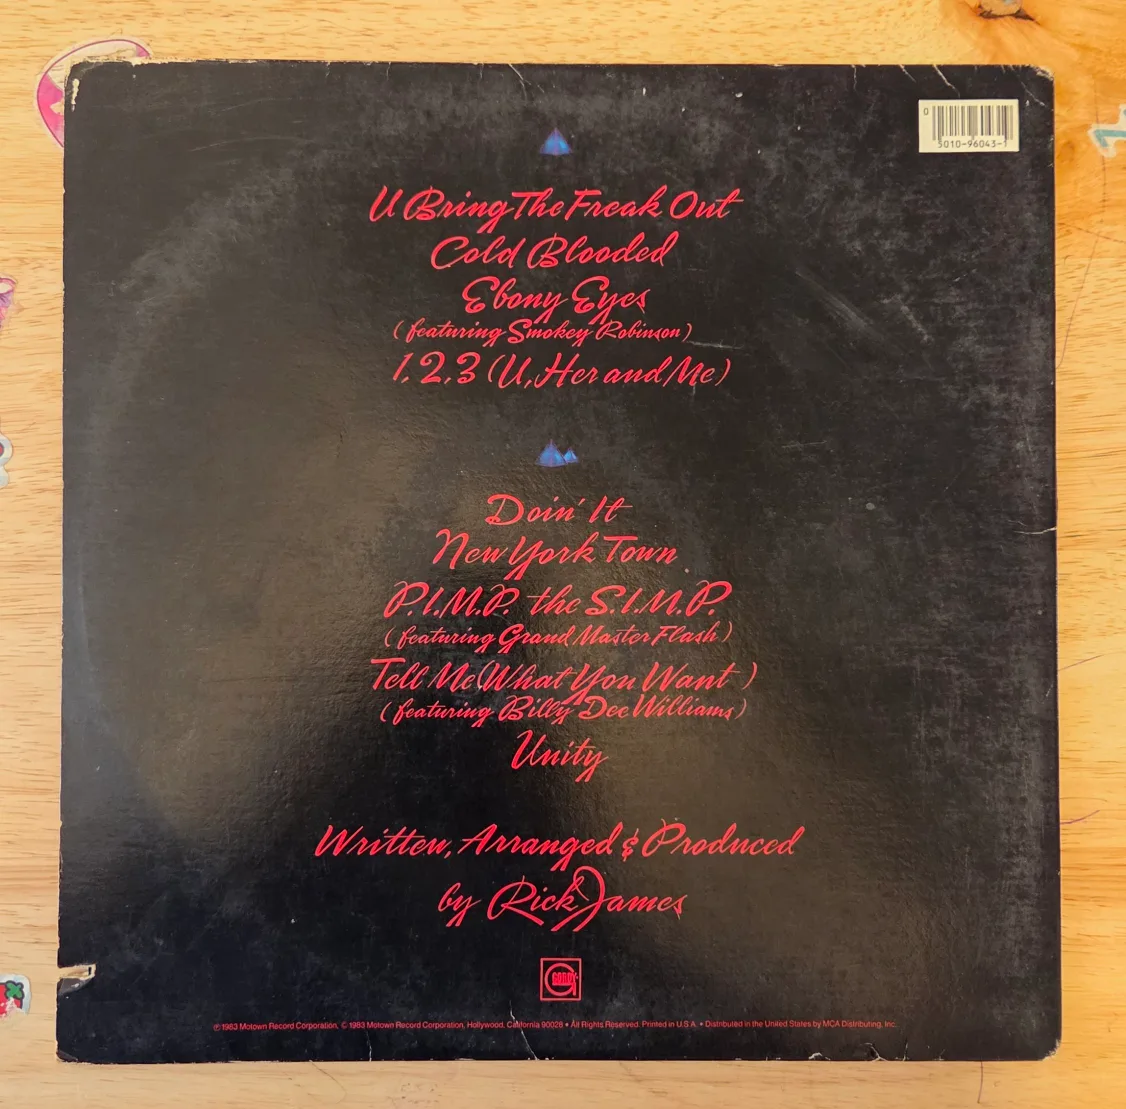 0
5010-96043-1
U Bring The Freak Out
Cold Blooded
Ebony Eyes
(featuring Smokey Robinson)
1,2,3 (U, Her and Me)
Doin' It
New York Town
P.I.M.P. the S.I.M.P.
(featuring Grand Master Flash)
Tell Me (What You Want)
(featuring Billy Dee Williams)
Unity
Written, Arranged & Produced
by Rick James
GORDY
℗ 1983 Motown Record Corporation, © 1983 Motown Record Corporation, Hollywood, California 90028 • All Rights Reserved. Printed in U.S.A. • Distributed in the United States by MCA Distributing, Inc.